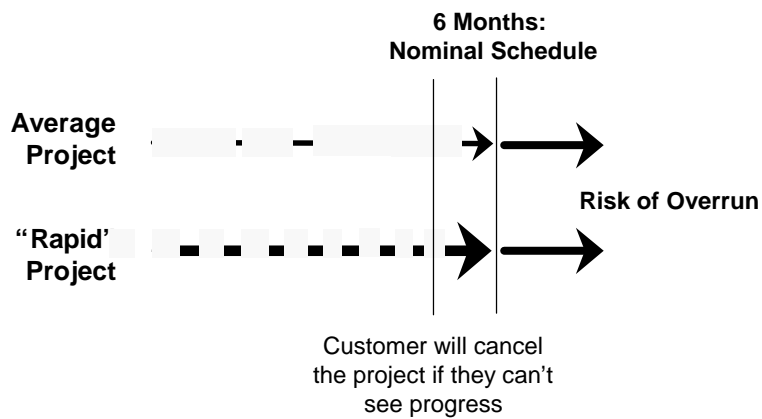 6 Months:
Nominal Schedule
Average
Project
Risk of Overrun
“Rapid’
Project
Customer will cancel
the project if they can’t
see progress